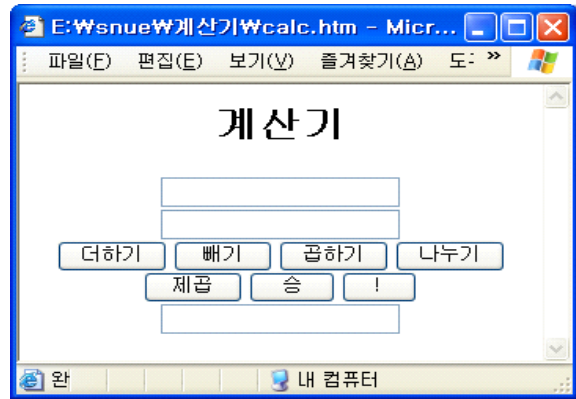 E:₩snue₩계산기₩calc.htm - Micr...
파일(F) 편집(E) 보기(V) 즐겨찾기(A) 도구 »
계산기
더하기 빼기 곱하기 나누기
제곱 승 !
완 내 컴퓨터